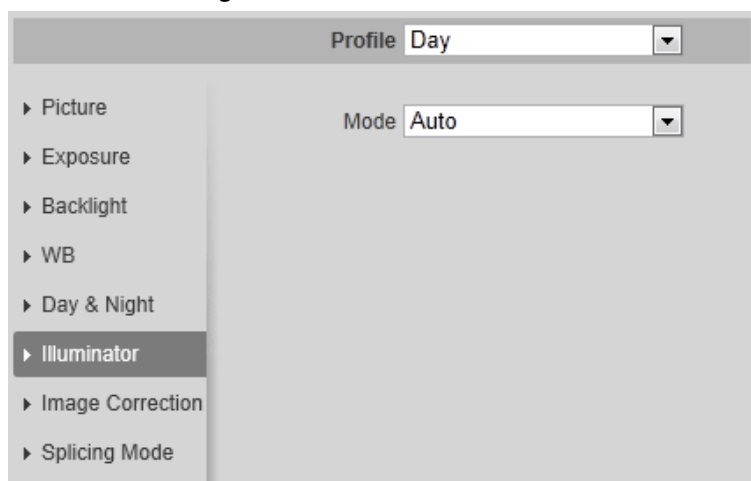 Profile Day
Picture
Mode Auto
Exposure
Backlight
WB
Day & Night
Illuminator
Image Correction
Splicing Mode